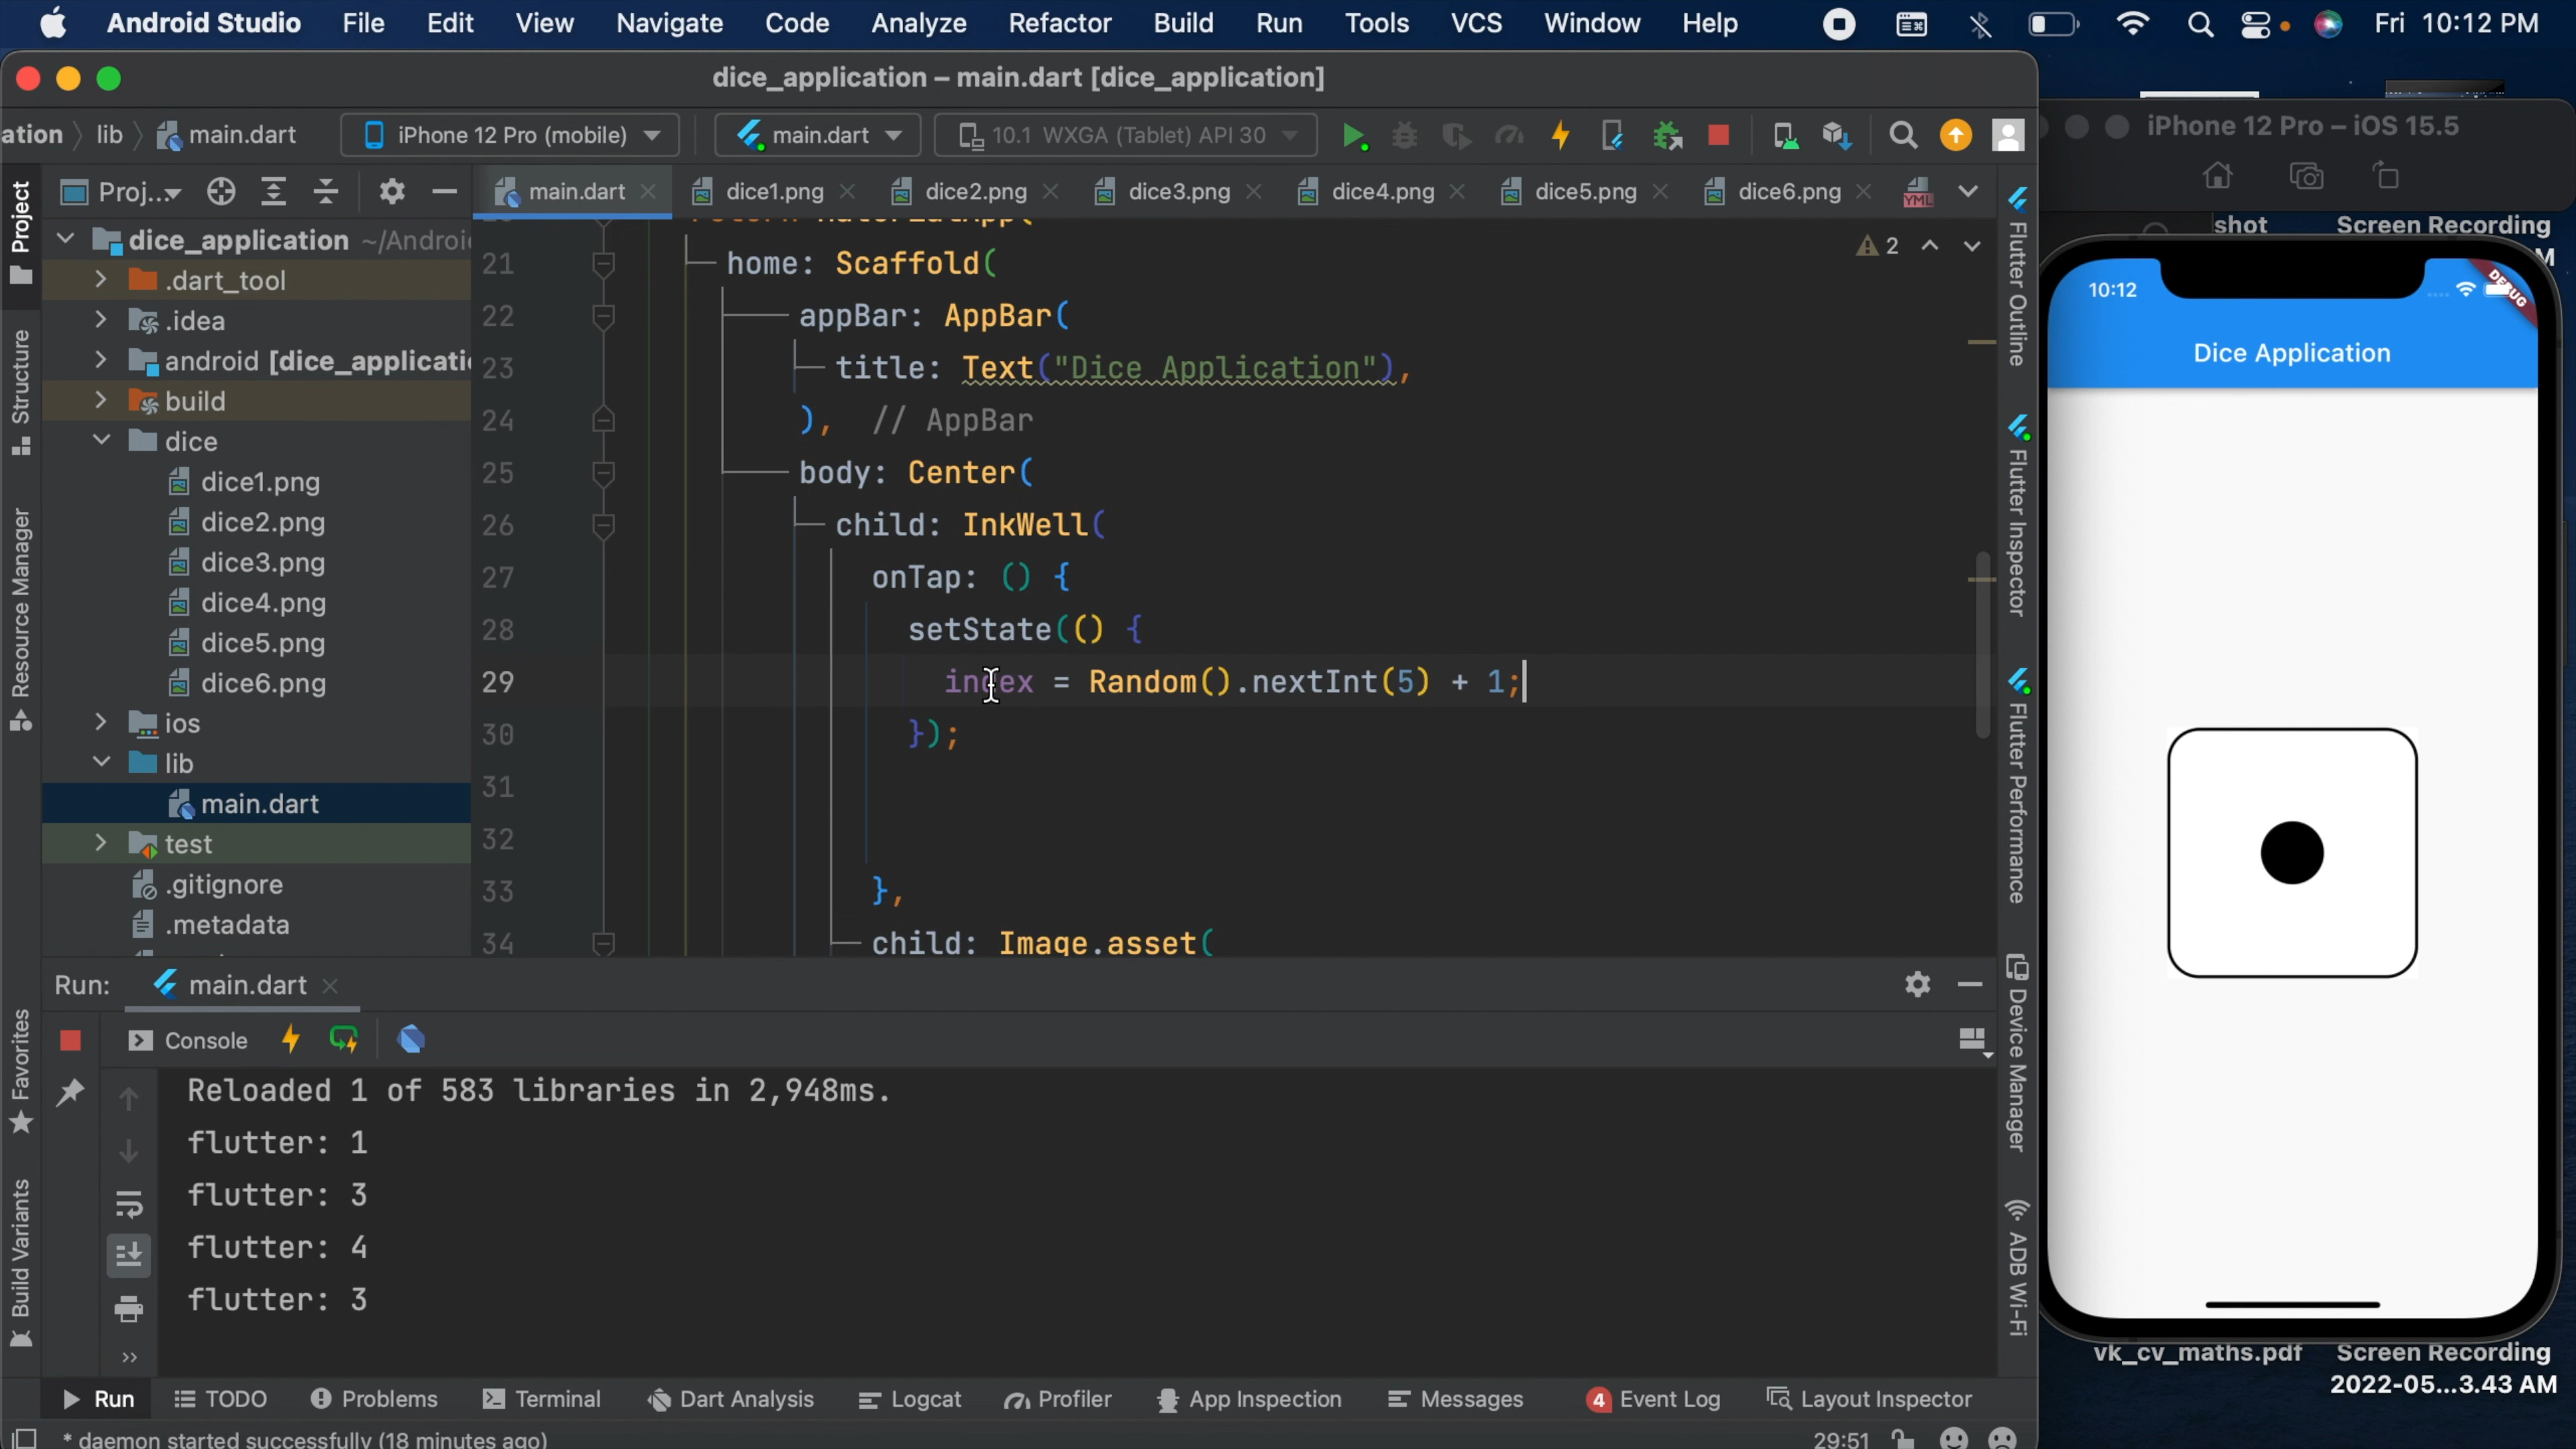 Android Studio File Edit View Navigate Code Analyze Refactor Build Run Tools VCS Window Help Fri 10:12 PM
dice_application – main.dart [dice_application]
ation lib main.dart iPhone 12 Pro (mobile) main.dart 10.1 WXGA (Tablet) API 30
Proj... main.dart dice1.png dice2.png dice3.png dice4.png dice5.png dice6.png YML
Project
Structure
Resource Manager
Favorites
Build Variants
dice_application ~/Android
.dart_tool
.idea
android [dice_applicatio
build
dice
dice1.png
dice2.png
dice3.png
dice4.png
dice5.png
dice6.png
ios
lib
main.dart
test
.gitignore
.metadata
2
21 home: Scaffold(
22 appBar: AppBar(
23 title: Text("Dice Application"),
24 ), // AppBar
25 body: Center(
26 child: InkWell(
27 onTap: () {
28 setState(() {
29 index = Random().nextInt(5) + 1;
30 });
31
32
33 },
34 child: Image.asset(
Flutter Outline
Flutter Inspector
Flutter Performance
Device Manager
ADB Wi-Fi
Run: main.dart
Console
Reloaded 1 of 583 libraries in 2,948ms.
flutter: 1
flutter: 3
flutter: 4
flutter: 3
Run TODO Problems Terminal Dart Analysis Logcat Profiler App Inspection Messages 4 Event Log Layout Inspector
* daemon started successfully (18 minutes ago) 29:51
iPhone 12 Pro – iOS 15.5
shot Screen Recording
M
10:12
DEBUG
Dice Application
vk_cv_maths.pdf Screen Recording
2022-05...3.43 AM